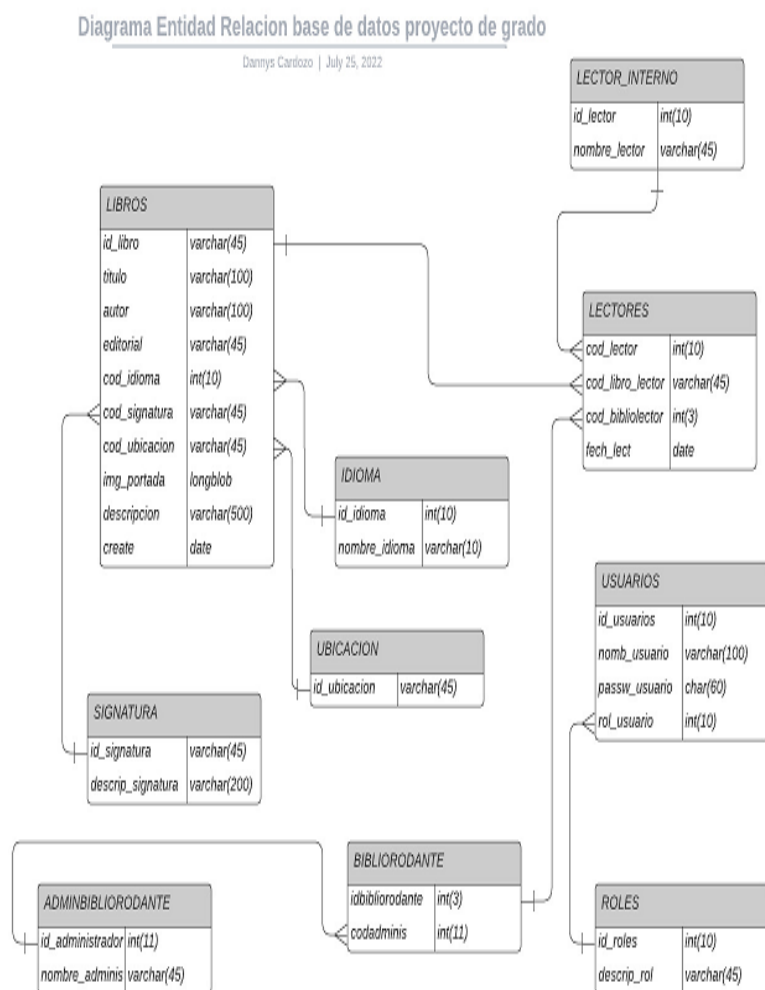 Diagrama Entidad Relacion base de datos proyecto de grado
Dannys Cardozo | July 25, 2022
LECTOR_INTERNO
id_lector int(10)
nombre_lector varchar(45)
LIBROS
id_libro varchar(45)
titulo varchar(100)
autor varchar(100)
editorial varchar(45)
cod_idioma int(10)
cod_signatura varchar(45)
cod_ubicacion varchar(45)
img_portada longblob
descripcion varchar(500)
create date
LECTORES
cod_lector int(10)
cod_libro_lector varchar(45)
cod_bibliolector int(3)
fech_lect date
IDIOMA
id_idioma int(10)
nombre_idioma varchar(10)
USUARIOS
id_usuarios int(10)
nomb_usuario varchar(100)
passw_usuario char(60)
rol_usuario int(10)
UBICACION
id_ubicacion varchar(45)
SIGNATURA
id_signatura varchar(45)
descrip_signatura varchar(200)
BIBLIORODANTE
idbibliorodante int(3)
codadminis int(11)
ADMINBIBLIORODANTE
id_administrador int(11)
nombre_adminis varchar(45)
ROLES
id_roles int(10)
descrip_rol varchar(45)